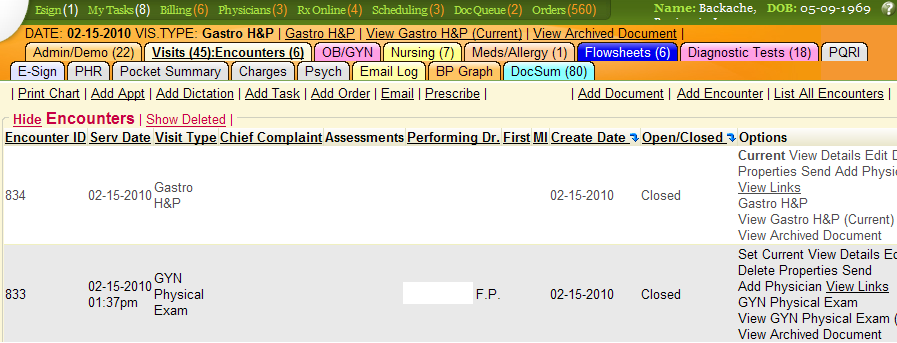 Esign (1) My Tasks (8) Billing (6) Physicians (3) Rx Online (4) Scheduling (3) Doc Queue (2) Orders (560) Name: Backache, DOB: 05-09-1969 ?
DATE: 02-15-2010 VIS.TYPE: Gastro H&P | Gastro H&P | View Gastro H&P (Current) | View Archived Document |
Admin/Demo (22) Visits (45):Encounters (6) OB/GYN Nursing (7) Meds/Allergy (1) Flowsheets (6) Diagnostic Tests (18) PQRI
E-Sign PHR Pocket Summary Charges Psych Email Log BP Graph DocSum (80)
| Print Chart | Add Appt | Add Dictation | Add Task | Add Order | Email | Prescribe | | Add Document | Add Encounter | List All Encounters |
Hide Encounters | Show Deleted |
Encounter ID Serv Date Visit Type Chief Complaint Assessments Performing Dr. First MI Create Date Open/Closed Options
834 02-15-2010 Gastro H&P 02-15-2010 Closed
Current View Details Edit D
Properties Send Add Physic
View Links
Gastro H&P
View Gastro H&P (Current)
View Archived Document
833 02-15-2010 01:37pm GYN Physical Exam F.P. 02-15-2010 Closed
Set Current View Details Ed
Delete Properties Send
Add Physician View Links
GYN Physical Exam
View GYN Physical Exam (
View Archived Document